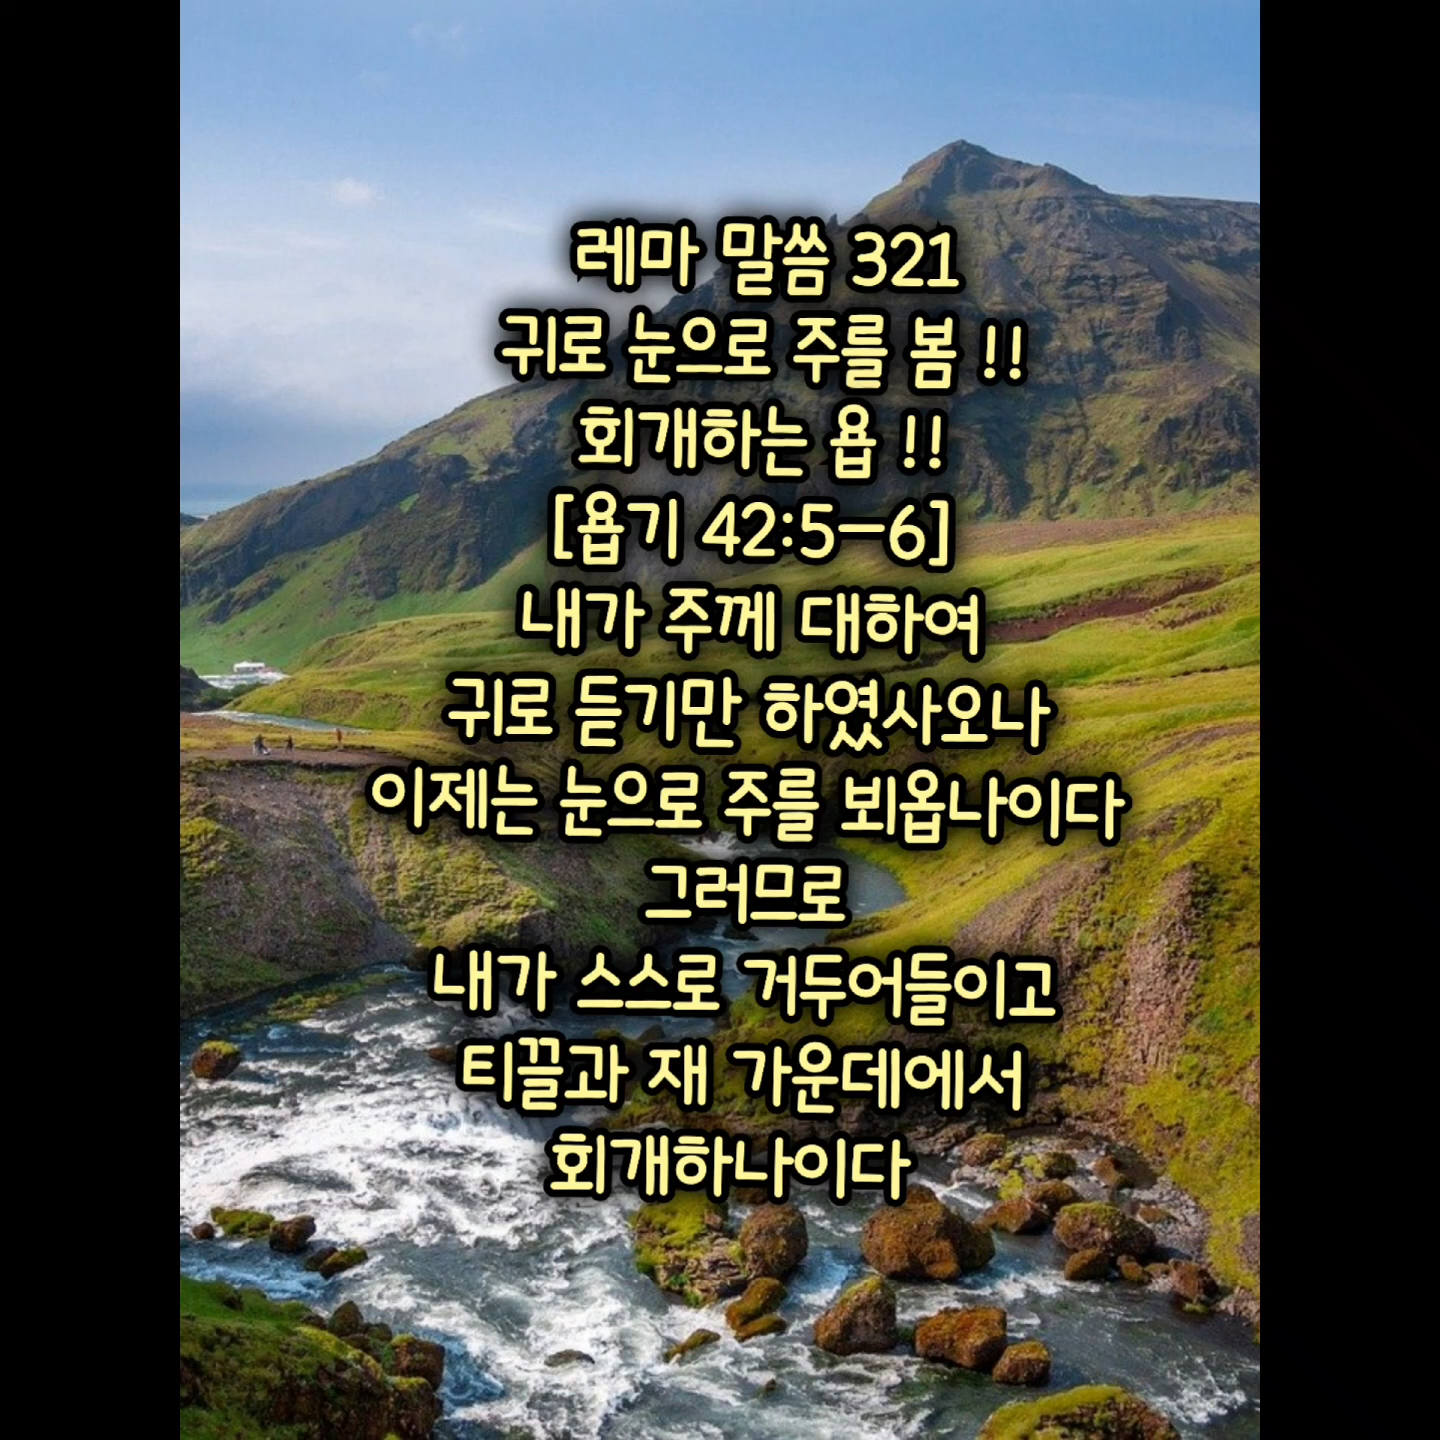 레마 말씀 321
귀로 눈으로 주를 봄 !!
회개하는 욥 !!
[욥기 42:5-6]
내가 주께 대하여
귀로 듣기만 하였사오나
이제는 눈으로 주를 뵈옵나이다
그러므로
내가 스스로 거두어들이고
티끌과 재 가운데에서
회개하나이다